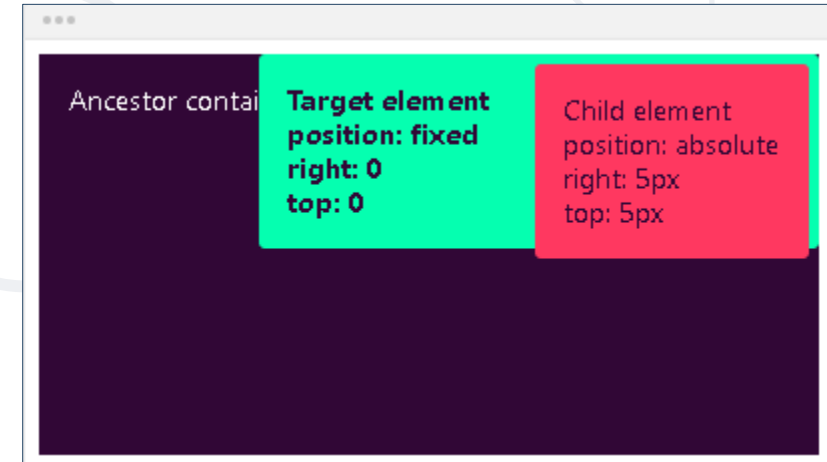 Ancestor contai
Target element
position: fixed
right: 0
top: 0
Child element
position: absolute
right: 5px
top: 5px